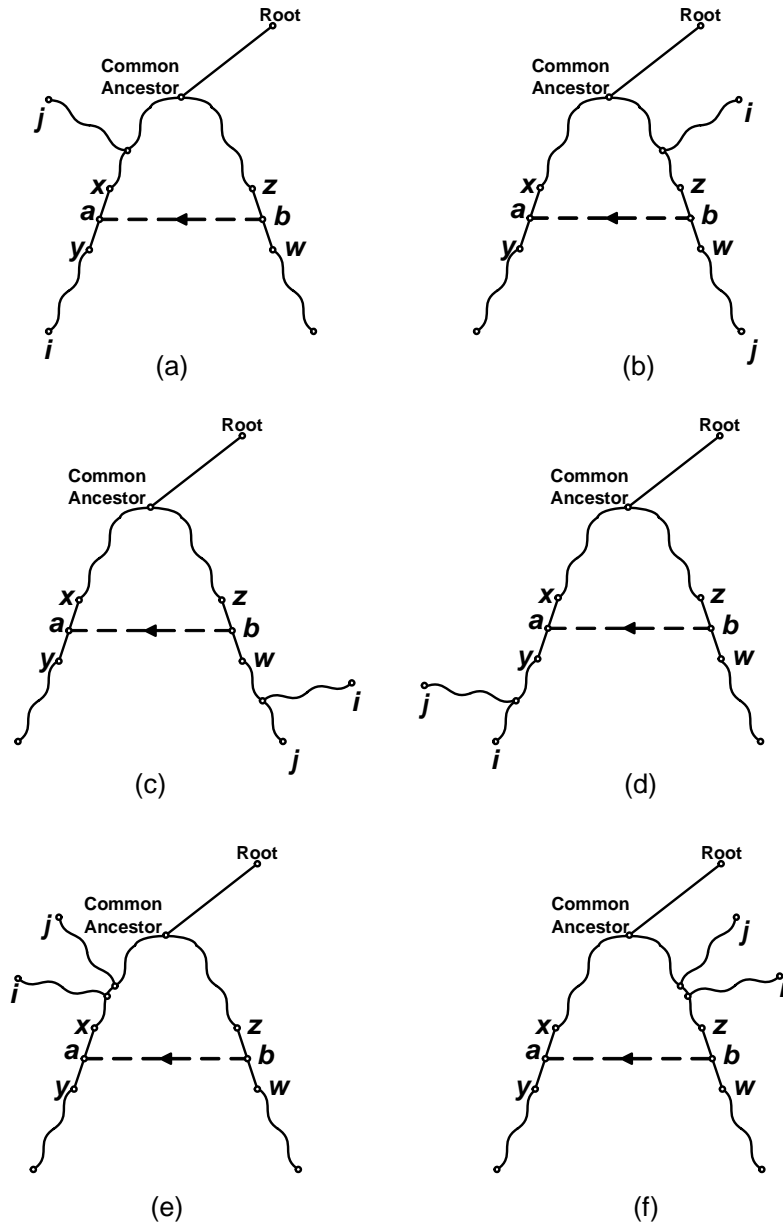 Root
Common
Ancestor
j
x
z
a
b
y
w
i
(a)
Root
Common
Ancestor
i
x
z
a
b
y
w
j
(b)
Root
Common
Ancestor
x
z
a
b
y
w
i
j
(c)
Root
Common
Ancestor
x
z
a
b
y
w
j
i
(d)
Root
Common
Ancestor
j
i
x
z
a
b
y
w
(e)
Root
Common
Ancestor
j
i
x
z
a
b
y
w
(f)